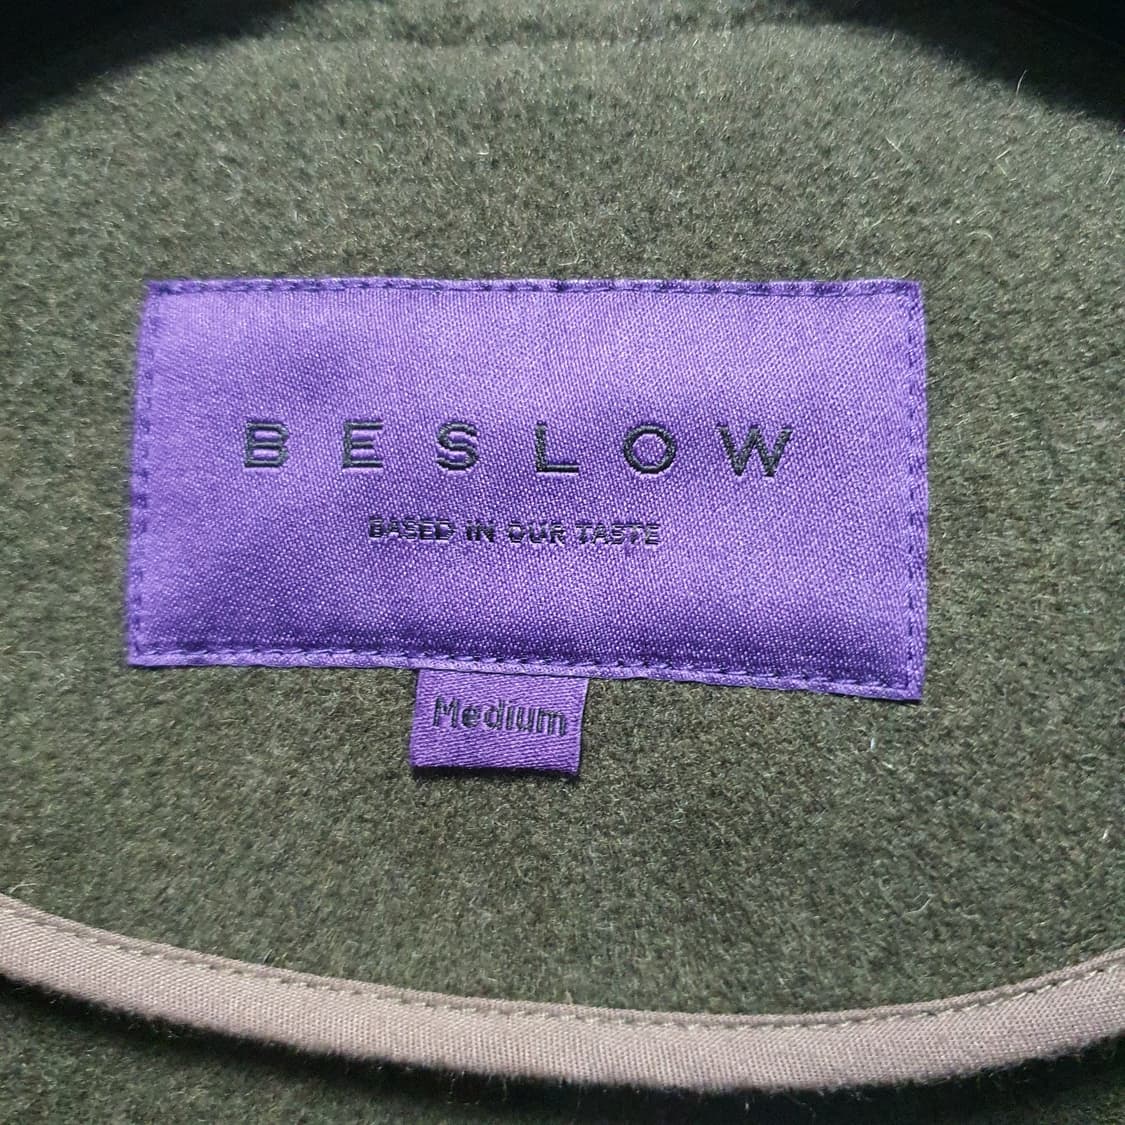 BESLOW
BASED IN OUR TASTE
Medium